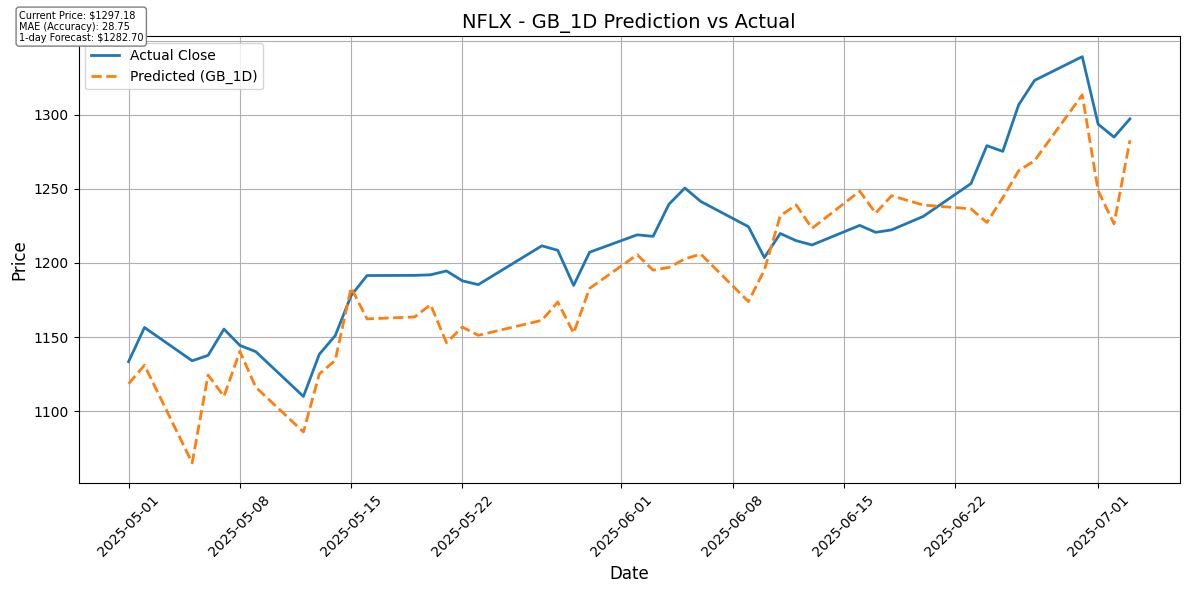 Current Price: $1297.18
MAE (Accuracy): 28.75
1-day Forecast: $1282.70
NFLX - GB_1D Prediction vs Actual
Actual Close
Predicted (GB_1D)
Price
1300
1250
1200
1150
1100
2025-05-01
2025-05-08
2025-05-15
2025-05-22
2025-06-01
2025-06-08
2025-06-15
2025-06-22
2025-07-01
Date